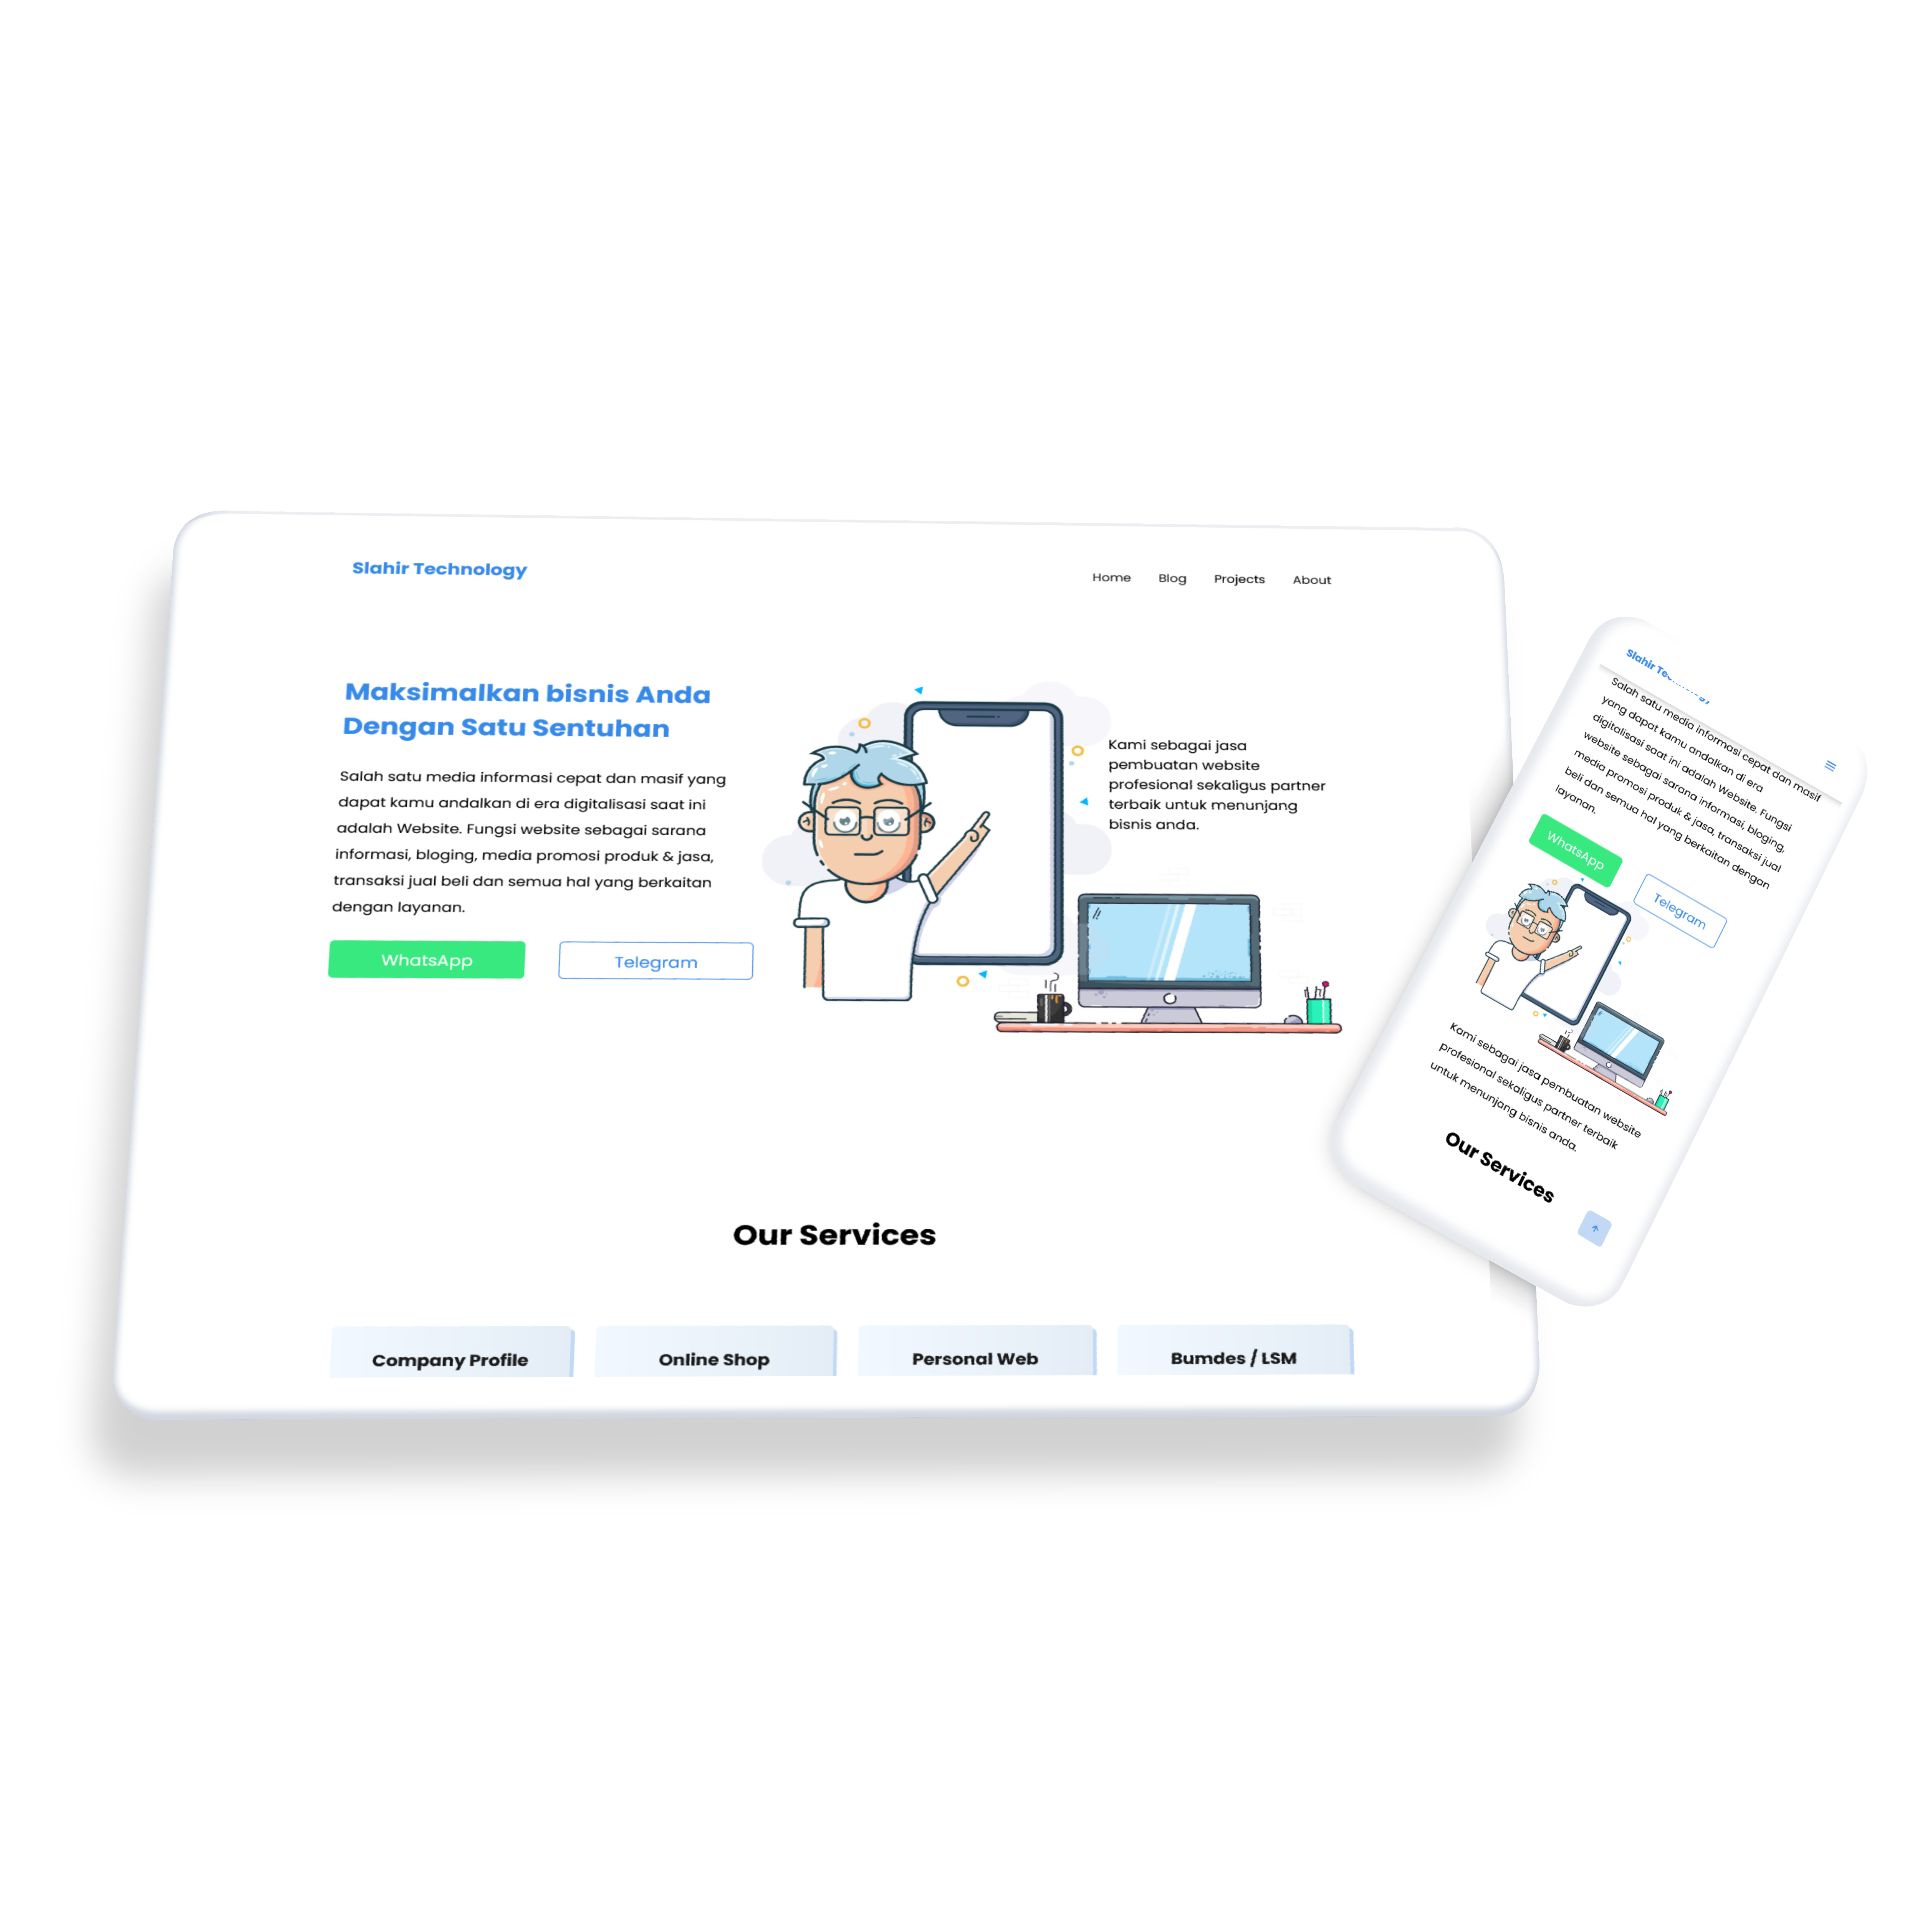 Slahir Technology
Home Blog Projects About
Maksimalkan bisnis Anda
Dengan Satu Sentuhan
Salah satu media informasi cepat dan masif yang
dapat kamu andalkan di era digitalisasi saat ini
adalah Website. Fungsi website sebagai sarana
informasi, bloging, media promosi produk & jasa,
transaksi jual beli dan semua hal yang berkaitan
dengan layanan.
WhatsApp Telegram
Kami sebagai jasa
pembuatan website
profesional sekaligus partner
terbaik untuk menunjang
bisnis anda.
Our Services
Company Profile
Online Shop
Personal Web
Bumdes / LSM
Slahir
Salah satu media informasi cepat dan masif
yang dapat kamu andalkan di era
digitalisasi saat ini adalah Website. Fungsi
website sebagai sarana informasi, bloging,
media promosi produk & jasa, transaksi jual
beli dan semua hal yang berkaitan dengan
layanan.
WhatsApp
Telegram
Kami sebagai jasa pembuatan website
profesional sekaligus partner terbaik
untuk menunjang bisnis anda.
Our Services